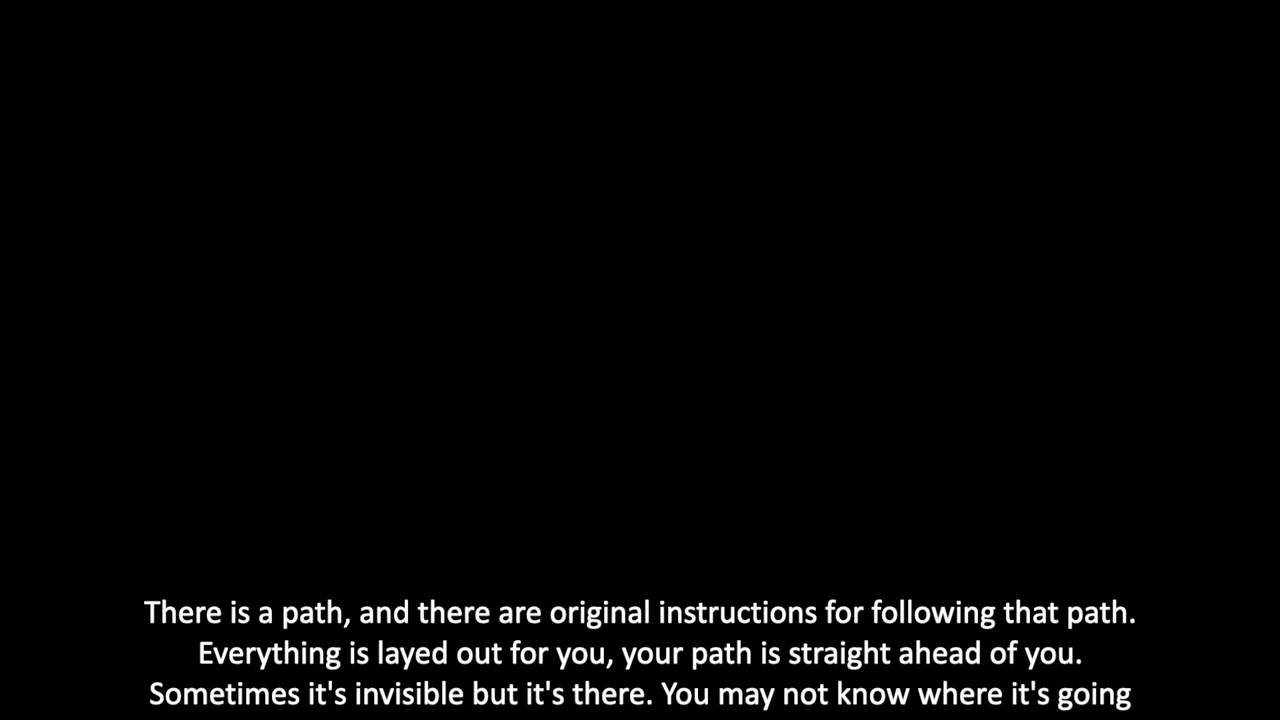 There is a path, and there are original instructions for following that path.
Everything is layed out for you, your path is straight ahead of you.
Sometimes it's invisible but it's there. You may not know where it's going